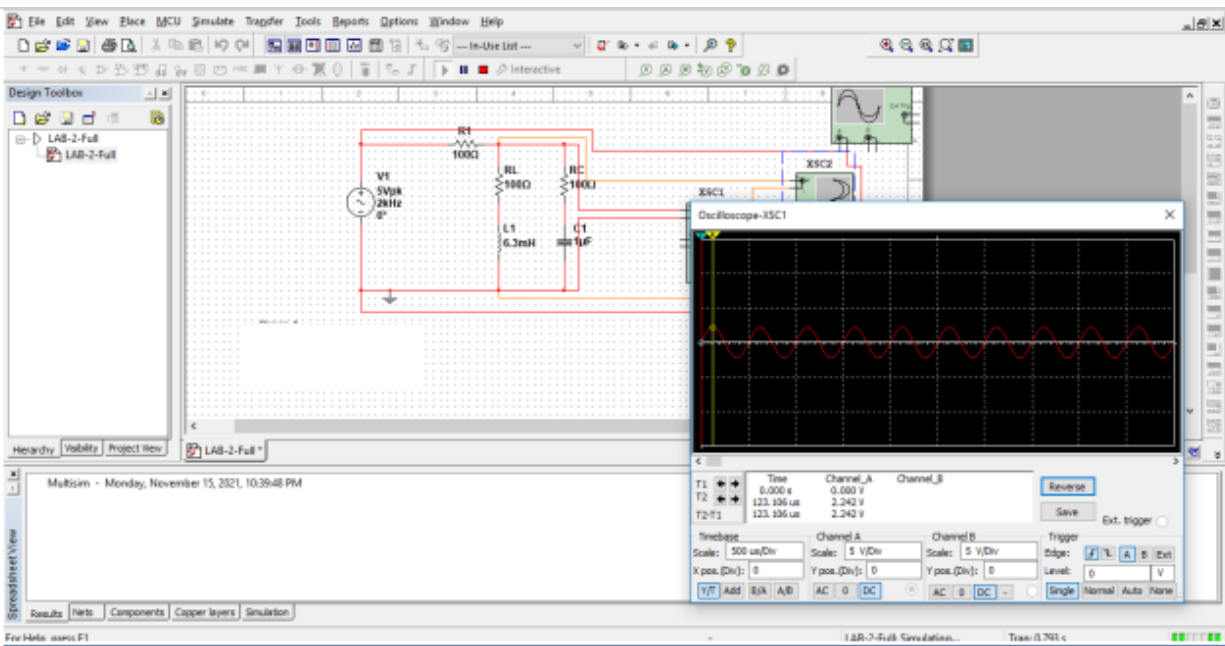 File Edit View Place MCU Simulate Transfer Tools Reports Options Window Help
--- In-Use List ---
Interactive
Design Toolbox
LAB-2-Full
LAB-2-Full
Hierarchy Visibility Project View
R1
100Ω
V1
5Vpk
2kHz
0°
RL
RC
L1
6.3mH
C1
1uF
XSC2
XSC1
LAB-2-Full *
Oscilloscope-XSC1
Time Channel_A Channel_B
T1 0.000 s 0.000 V
T2 123.106 us 2.242 V
T2-T1 123.106 us 2.242 V
Reverse
Save
Ext. trigger
Timebase Channel A Channel B Trigger
Scale: 500 us/Div Scale: 5 V/Div Scale: 5 V/Div Edge: A B Ext
X pos.(Div): 0 Y pos.(Div): 0 Y pos.(Div): 0 Level: 0 V
Y/T Add B/A A/B AC 0 DC AC 0 DC - Single Normal Auto None
Multisim - Monday, November 15, 2021, 10:39:48 PM
Spreadsheet View
Results Nets Components Copper layers Simulation
For Help, press F1
LAB-2-Full: Simulation... Tran: 0.793 s